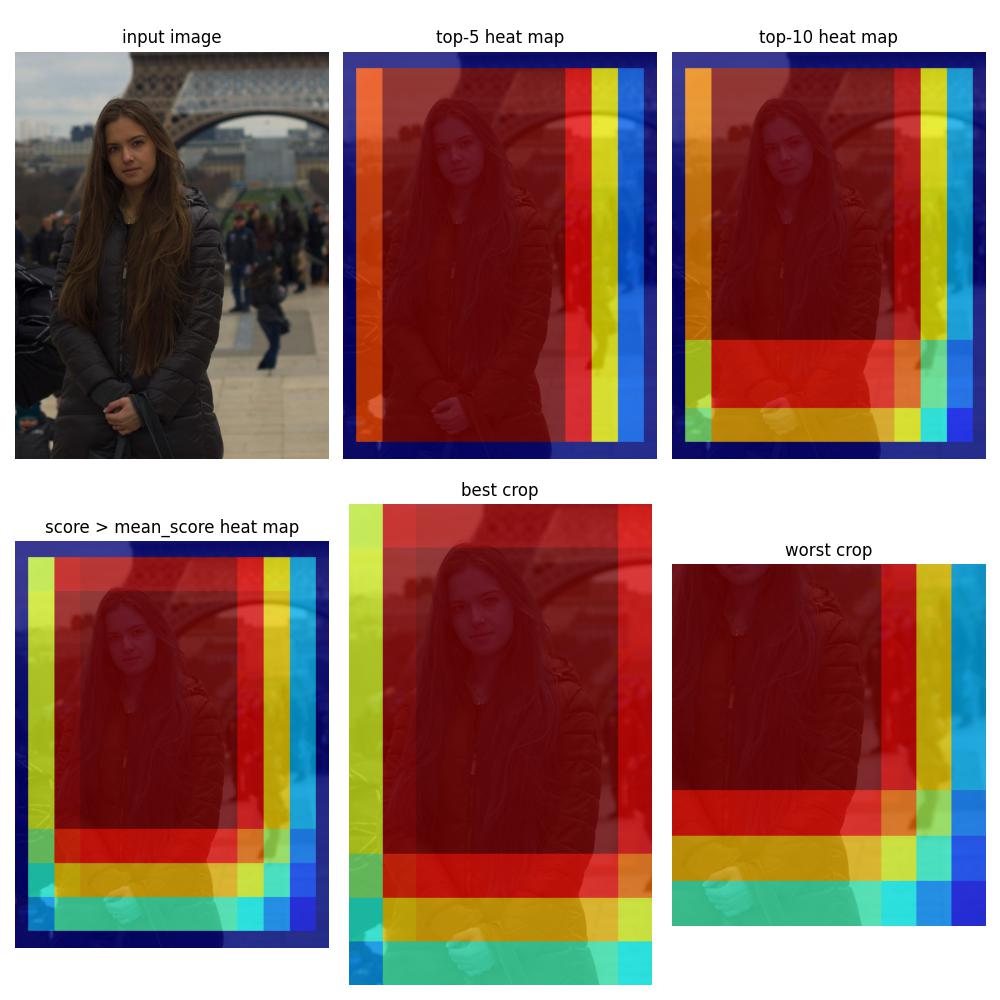 input image
top-5 heat map
top-10 heat map
score > mean_score heat map
best crop
worst crop